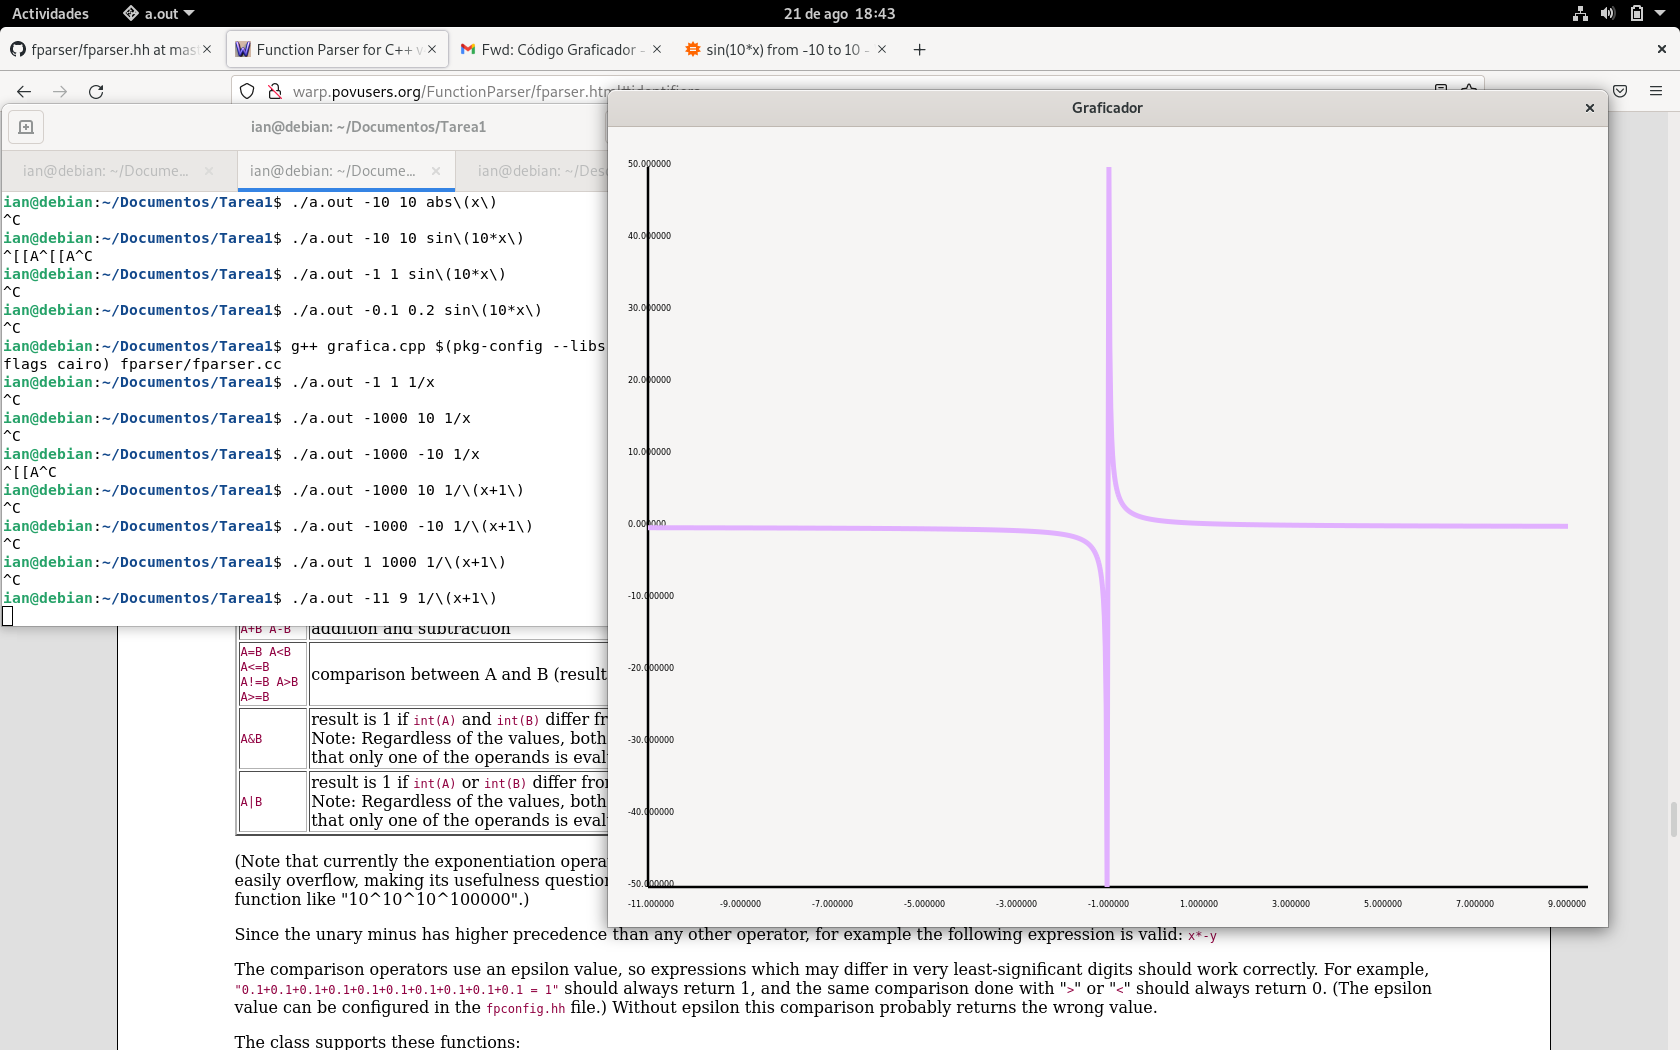 Actividades
a.out
21 de ago 18:43
fparser/fparser.hh at mas
Function Parser for C++ v
Fwd: Código Graficador -
sin(10*x) from -10 to 10 -
warp.povusers.org/FunctionParser/fparser.html#identifiers
ian@debian: ~/Documentos/Tarea1
ian@debian: ~/Docume...
ian@debian: ~/Docume...
ian@debian: ~/Des
ian@debian:~/Documentos/Tarea1$ ./a.out -10 10 abs\(x\)
^C
ian@debian:~/Documentos/Tarea1$ ./a.out -10 10 sin\(10*x\)
^[[A^[[A^C
ian@debian:~/Documentos/Tarea1$ ./a.out -1 1 sin\(10*x\)
^C
ian@debian:~/Documentos/Tarea1$ ./a.out -0.1 0.2 sin\(10*x\)
^C
ian@debian:~/Documentos/Tarea1$ g++ grafica.cpp $(pkg-config --libs
flags cairo) fparser/fparser.cc
ian@debian:~/Documentos/Tarea1$ ./a.out -1 1 1/x
^C
ian@debian:~/Documentos/Tarea1$ ./a.out -1000 10 1/x
^C
ian@debian:~/Documentos/Tarea1$ ./a.out -1000 -10 1/x
^[[A^C
ian@debian:~/Documentos/Tarea1$ ./a.out -1000 10 1/\(x+1\)
^C
ian@debian:~/Documentos/Tarea1$ ./a.out -1000 -10 1/\(x+1\)
^C
ian@debian:~/Documentos/Tarea1$ ./a.out 1 1000 1/\(x+1\)
^C
ian@debian:~/Documentos/Tarea1$ ./a.out -11 9 1/\(x+1\)
Graficador
50.000000
40.000000
30.000000
20.000000
10.000000
0.000000
-10.000000
-20.000000
-30.000000
-40.000000
-50.000000
-11.000000 -9.000000 -7.000000 -5.000000 -3.000000 -1.000000 1.000000 3.000000 5.000000 7.000000 9.000000
A+B A-B addition and subtraction
A=B A<B
A<=B
A!=B A>B
A>=B
comparison between A and B (result
A&B
result is 1 if int(A) and int(B) differ fr
Note: Regardless of the values, both
that only one of the operands is eval
A|B
result is 1 if int(A) or int(B) differ fror
Note: Regardless of the values, both
that only one of the operands is eval
(Note that currently the exponentiation opera
easily overflow, making its usefulness question
function like "10^10^10^100000".)
Since the unary minus has higher precedence than any other operator, for example the following expression is valid: x*-y
The comparison operators use an epsilon value, so expressions which may differ in very least-significant digits should work correctly. For example,
"0.1+0.1+0.1+0.1+0.1+0.1+0.1+0.1+0.1+0.1 = 1" should always return 1, and the same comparison done with ">" or "<" should always return 0. (The epsilon
value can be configured in the fpconfig.hh file.) Without epsilon this comparison probably returns the wrong value.
The class supports these functions: